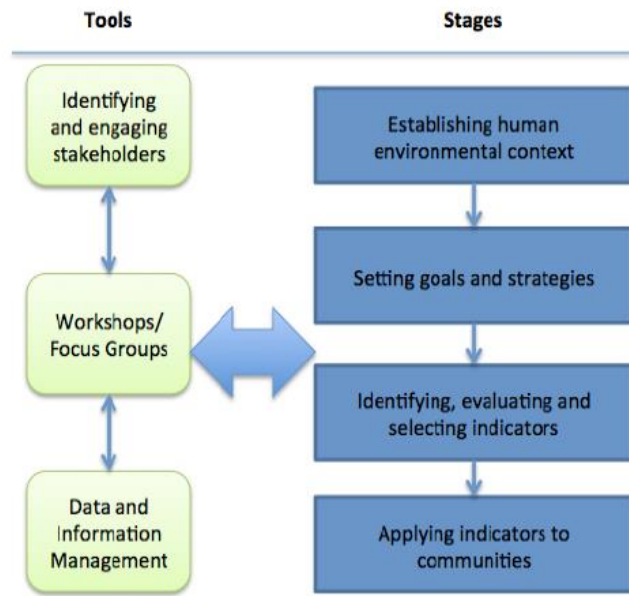 Tools
Stages
Identifying
and engaging
stakeholders
Workshops/
Focus Groups
Data and
Information
Management
Establishing human
environmental context
Setting goals and strategies
Identifying, evaluating and
selecting indicators
Applying indicators to
communities